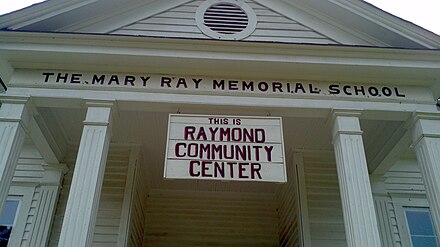 THE MARY RAY MEMORIAL SCHOOL
THIS IS
RAYMOND
COMMUNITY
CENTER